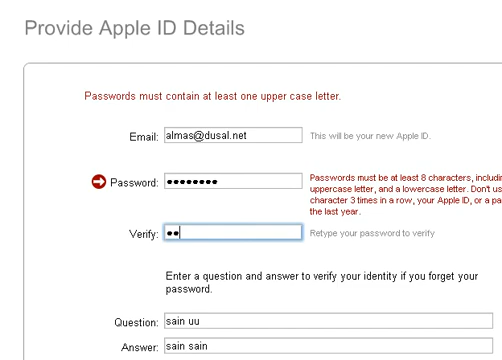 Provide Apple ID Details
Passwords must contain at least one upper case letter.
Email: almas@dusal.net This will be your new Apple ID.
Password: ••••••••
Passwords must be at least 8 characters, including
uppercase letter, and a lowercase letter. Don't us
character 3 times in a row, your Apple ID, or a pa
the last year.
Verify: •• Retype your password to verify
Enter a question and answer to verify your identity if you forget your
password.
Question: sain uu
Answer: sain sain